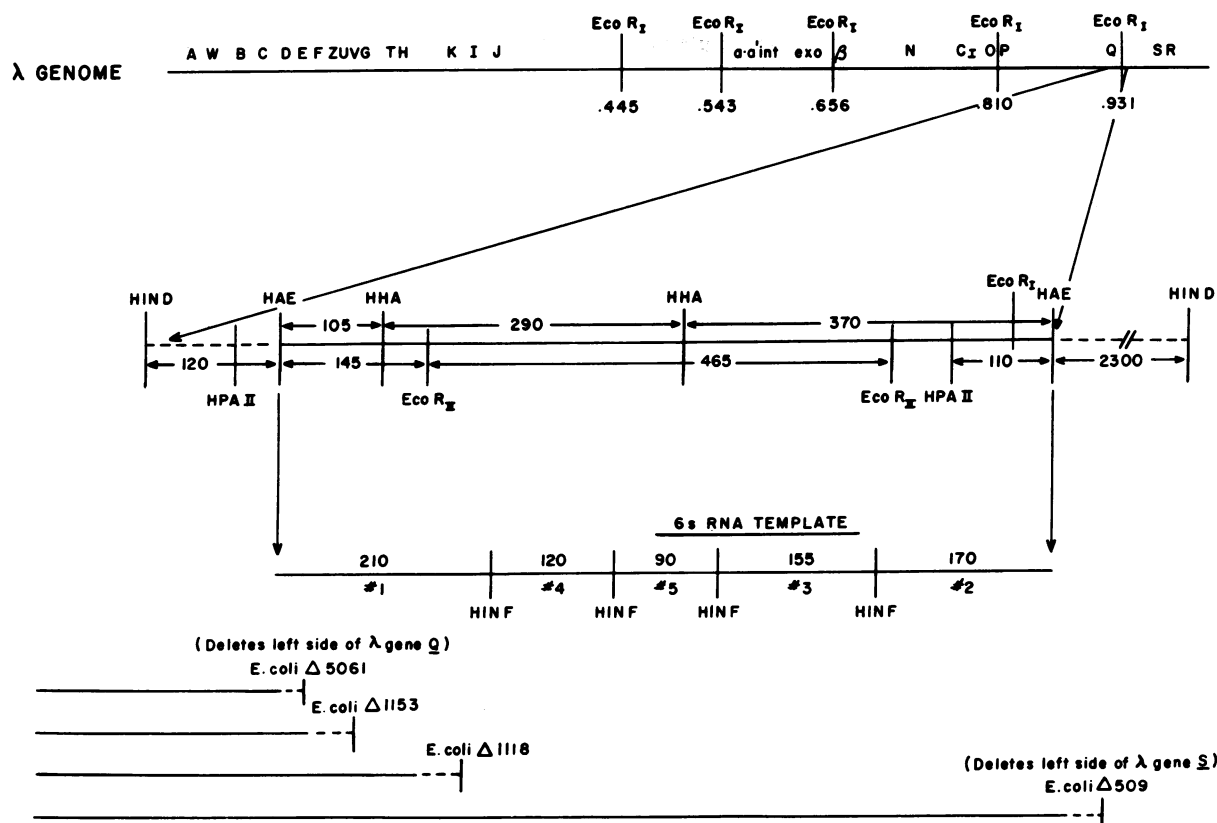 Eco RI Eco RI Eco RI Eco RI Eco RI
A W B C D E F Z U V G T H K I J a·a' int exo β N CI O P Q S R
λ GENOME
.445 .543 .656 .810 .931
Eco RI
HIND HAE HHA HHA HAE HIND
105 290 370
120 145 465 110 2300
HPA II Eco RII Eco RII HPA II
6s RNA TEMPLATE
210 120 90 155 170
#1 #4 #5 #3 #2
HINF HINF HINF HINF
(Deletes left side of λ gene Q)
E. coli Δ 5061
E. coli Δ 1153
E. coli Δ 1118
(Deletes left side of λ gene S)
E. coli Δ 509